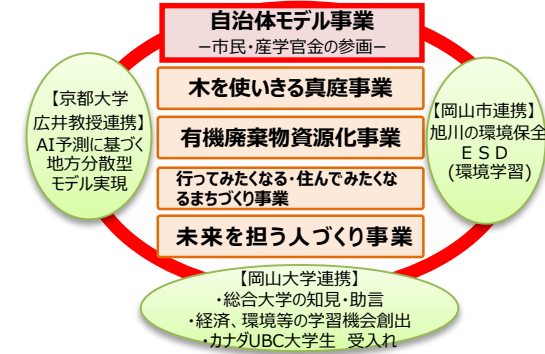 自治体モデル事業
−市民・産学官金の参画−
木を使いきる真庭事業
有機廃棄物資源化事業
行ってみたくなる・住んでみたくな
るまちづくり事業
未来を担う人づくり事業
【京都大学
広井教授連携】
AI予測に基づく
地方分散型
モデル実現
【岡山市連携】
旭川の環境保全
ＥＳＤ
(環境学習)
【岡山大学連携】
・総合大学の知見・助言
・経済、環境等の学習機会創出
・カナダUBC大学生　受入れ